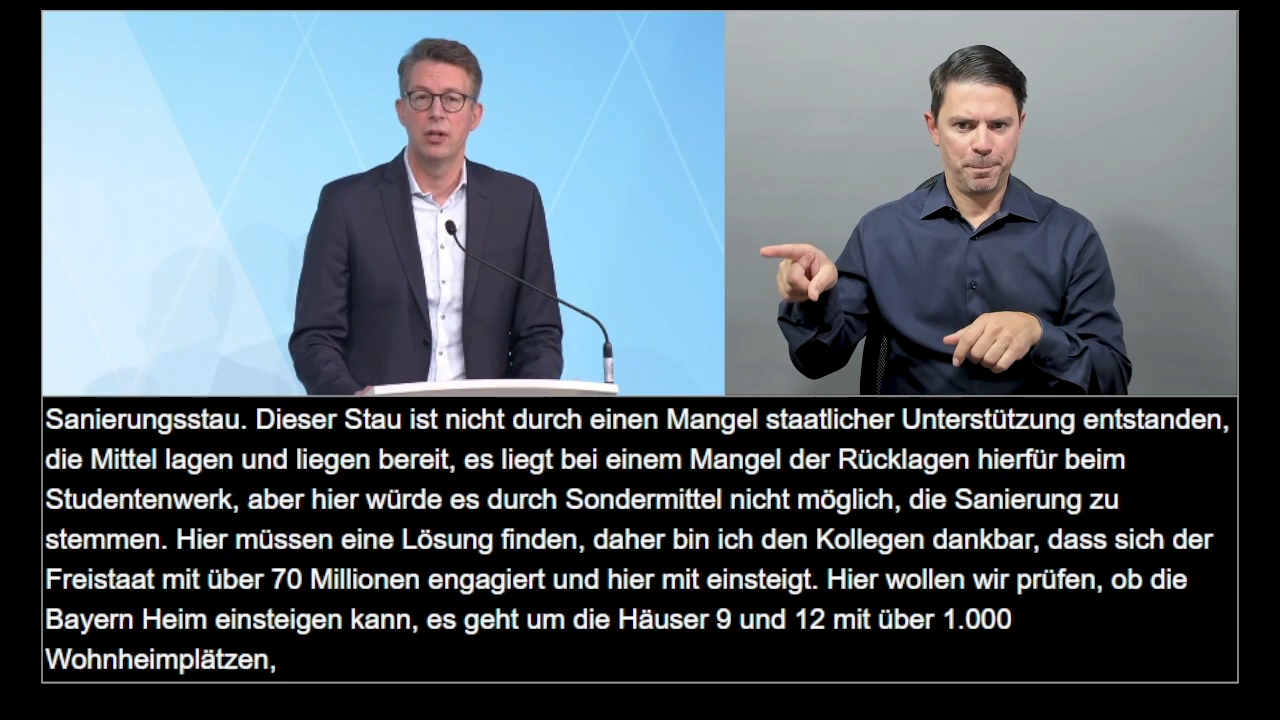 Sanierungsstau. Dieser Stau ist nicht durch einen Mangel staatlicher Unterstützung entstanden,
die Mittel lagen und liegen bereit, es liegt bei einem Mangel der Rücklagen hierfür beim
Studentenwerk, aber hier würde es durch Sondermittel nicht möglich, die Sanierung zu
stemmen. Hier müssen eine Lösung finden, daher bin ich den Kollegen dankbar, dass sich der
Freistaat mit über 70 Millionen engagiert und hier mit einsteigt. Hier wollen wir prüfen, ob die
Bayern Heim einsteigen kann, es geht um die Häuser 9 und 12 mit über 1.000
Wohnheimplätzen,